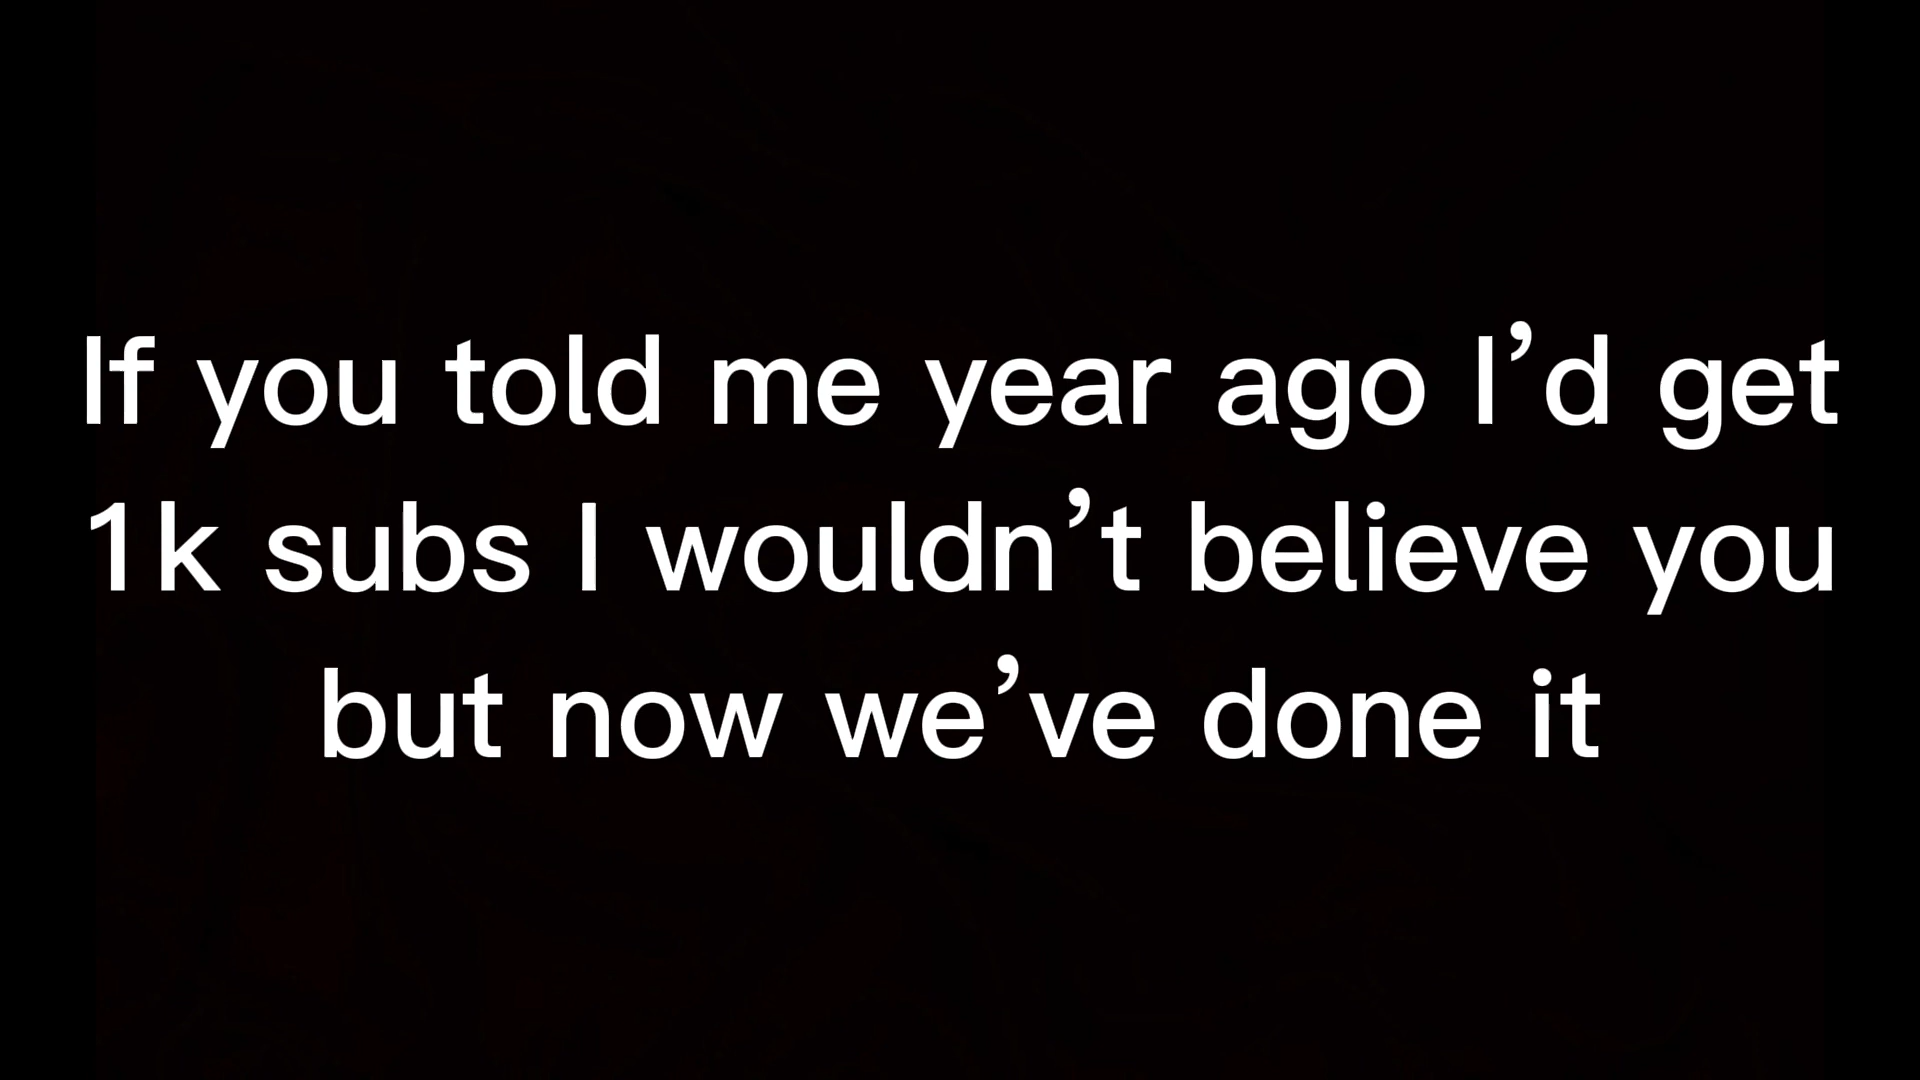 If you told me year ago I’d get
1k subs I wouldn’t believe you
but now we’ve done it